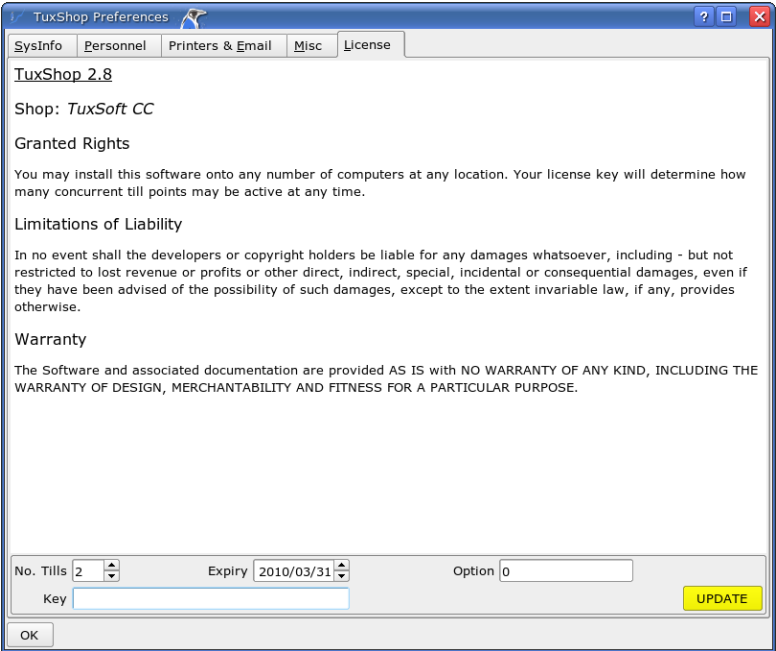 TuxShop Preferences
SysInfo Personnel Printers & Email Misc License
TuxShop 2.8
Shop: TuxSoft CC
Granted Rights
You may install this software onto any number of computers at any location. Your license key will determine how
many concurrent till points may be active at any time.
Limitations of Liability
In no event shall the developers or copyright holders be liable for any damages whatsoever, including - but not
restricted to lost revenue or profits or other direct, indirect, special, incidental or consequential damages, even if
they have been advised of the possibility of such damages, except to the extent invariable law, if any, provides
otherwise.
Warranty
The Software and associated documentation are provided AS IS with NO WARRANTY OF ANY KIND, INCLUDING THE
WARRANTY OF DESIGN, MERCHANTABILITY AND FITNESS FOR A PARTICULAR PURPOSE.
No. Tills 2 Expiry 2010/03/31 Option 0
Key UPDATE
OK